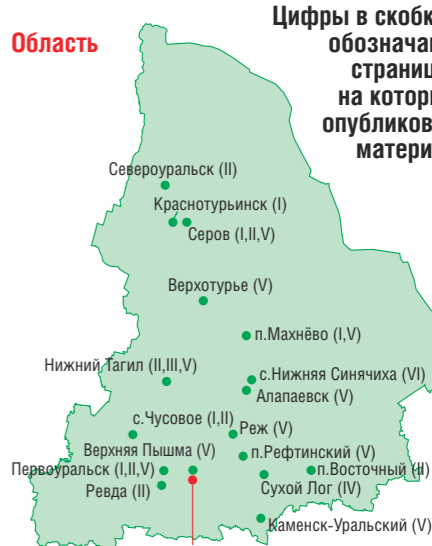 Область
Цифры в скобк
обозначаю
страниц
на которы
опубликов
матери
Североуральск (II)
Краснотурьинск (I)
Серов (I,II,V)
Верхотурье (V)
п.Махнёво (I,V)
Нижний Тагил (II,III,V)
с.Нижняя Синячиха (VI)
Алапаевск (V)
с.Чусовое (I,II)
Реж (V)
Верхняя Пышма (V)
п.Рефтинский (V)
Первоуральск (I,II,V)
п.Восточный (II)
Ревда (II)
Сухой Лог (IV)
Каменск-Уральский (V)